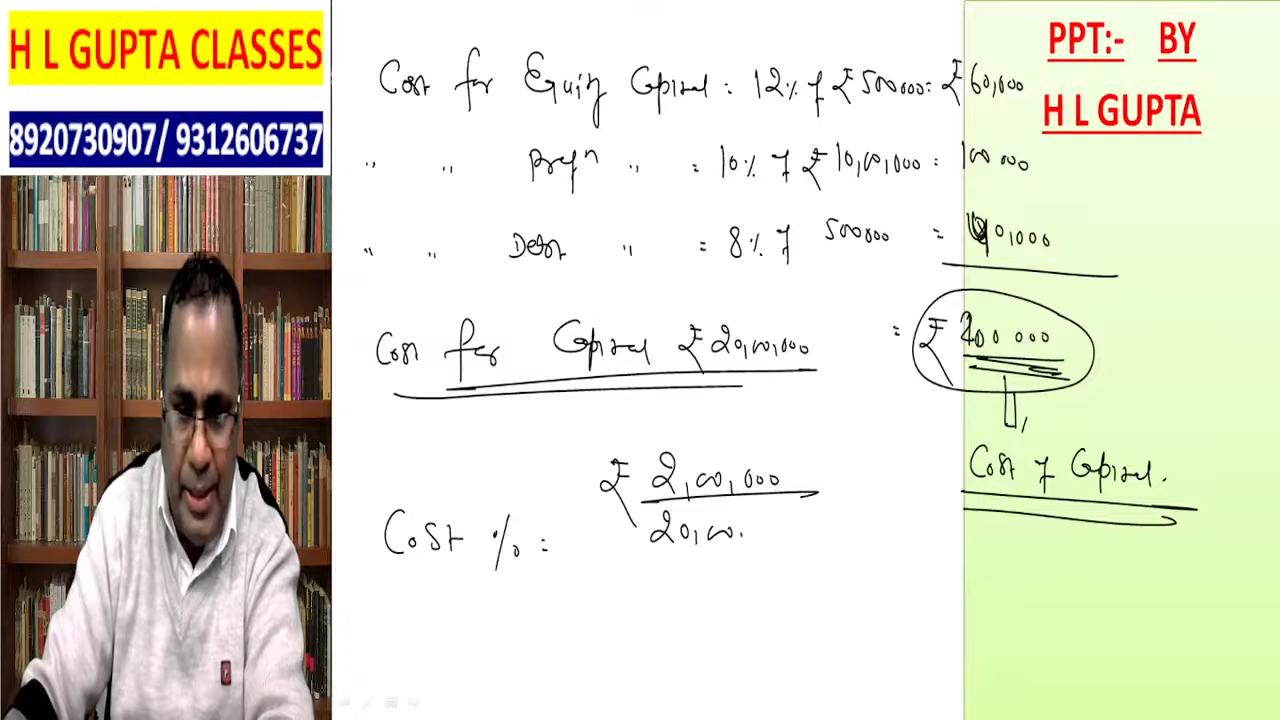 H L GUPTA CLASSES
8920730907/ 9312606737
PPT:- BY
H L GUPTA
Cost for Equity Capital : 12% of ₹ 500000 = ₹ 60,000
" " Prefn " = 10% of ₹ 10,00,000 = 100000
" " Debt " = 8% of 500000 = 40,000
Cost for Capital ₹ 20,00,000 = ₹ 200000
Cost of Capital.
₹ 2,00,000
Cost % = 20,00.